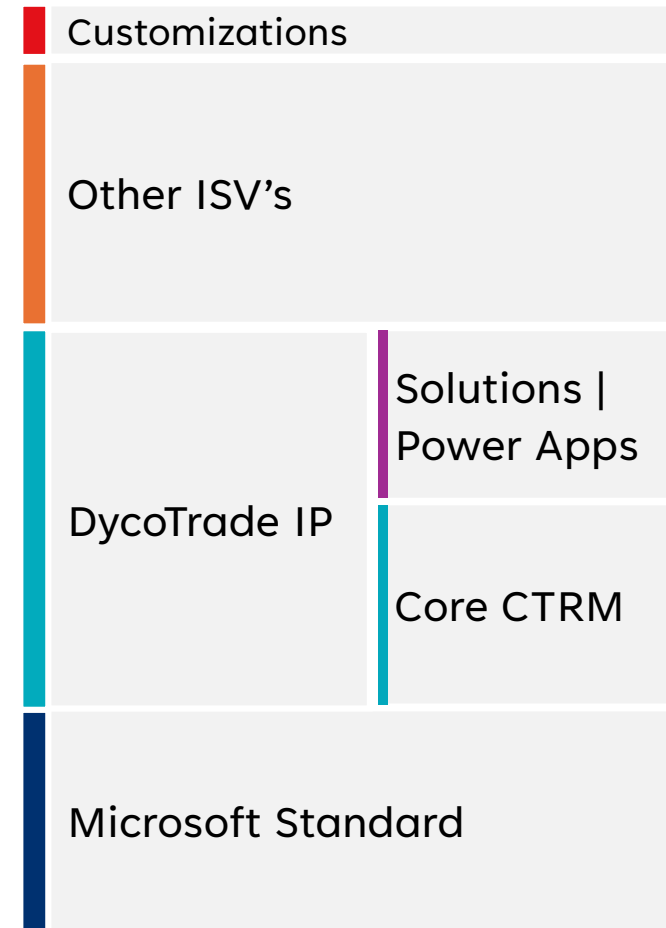 Customizations
Other ISV’s
DycoTrade IP
Solutions |
Power Apps
Core CTRM
Microsoft Standard